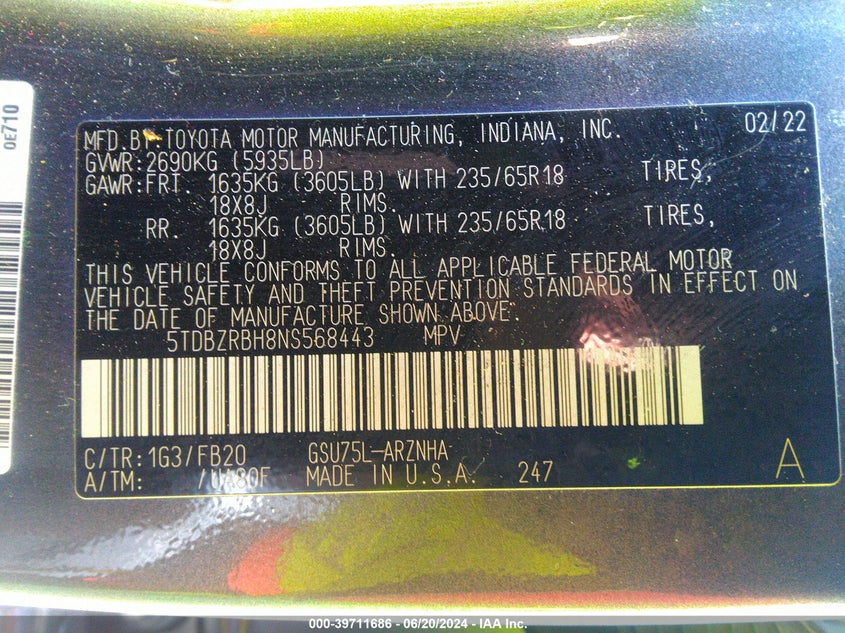 0E710
MFD.BY TOYOTA MOTOR MANUFACTURING, INDIANA, INC. 02/22
GVWR:2690KG (5935LB)
GAWR:FRT. 1635KG (3605LB) WITH 235/65R18 TIRES,
18X8J RIMS.
RR. 1635KG (3605LB) WITH 235/65R18 TIRES,
18X8J RIMS.
THIS VEHICLE CONFORMS TO ALL APPLICABLE FEDERAL MOTOR
VEHICLE SAFETY AND THEFT PREVENTION STANDARDS IN EFFECT ON
THE DATE OF MANUFACTURE SHOWN ABOVE.
5TDBZRBH8NS568443 MPV
C/TR:1G3/FB20 GSU75L-ARZNHA
A/TM: /UA80F MADE IN U.S.A. 247 A
000-39711686 - 06/20/2024 - IAA Inc.